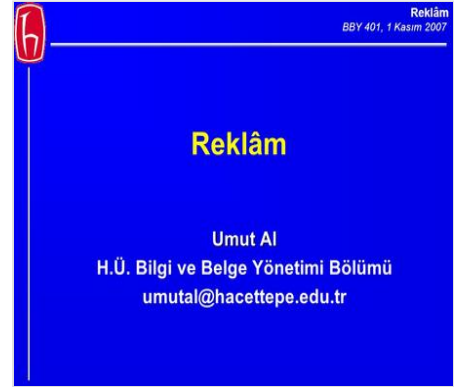 Reklâm
BBY 401, 1 Kasım 2007
Reklâm
Umut Al
H.Ü. Bilgi ve Belge Yönetimi Bölümü
umutal@hacettepe.edu.tr